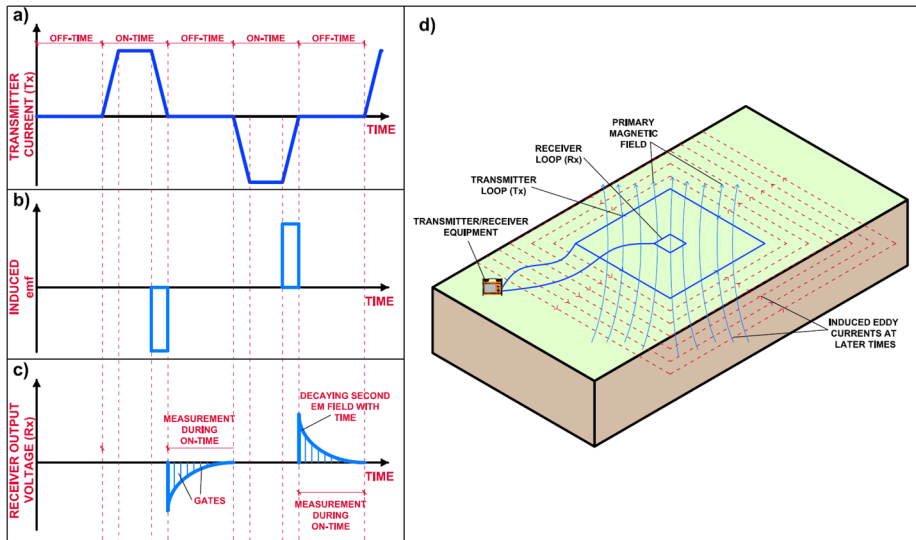 a)
OFF-TIME ON-TIME OFF-TIME ON-TIME OFF-TIME
TRANSMITTER
CURRENT (Tx)
TIME
b)
INDUCED
emf
TIME
c)
RECEIVER OUTPUT
VOLTAGE (Rx)
MEASUREMENT
DURING
ON-TIME
GATES
DECAYING SECOND
EM FIELD WITH
TIME
TIME
MEASUREMENT
DURING
ON-TIME
d)
PRIMARY
MAGNETIC
FIELD
RECEIVER
LOOP (Rx)
TRANSMITTER
LOOP (Tx)
TRANSMITTER/RECEIVER
EQUIPMENT
INDUCED EDDY
CURRENTS AT
LATER TIMES